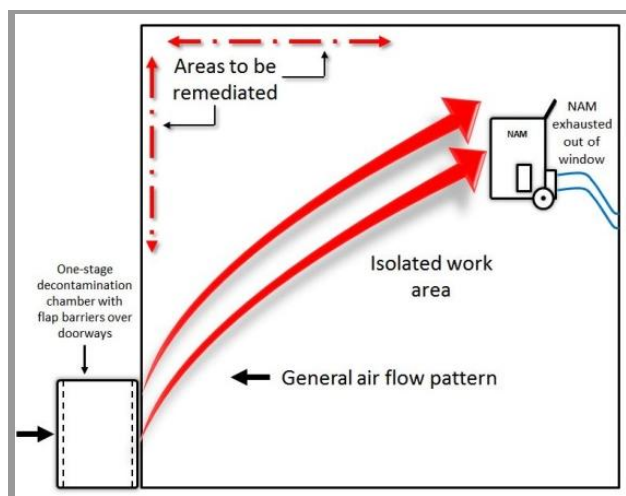 Areas to be
remediated
NAM
NAM
exhausted
out of
window
Isolated work
area
One-stage
decontamination
chamber with
flap barriers over
doorways
General air flow pattern